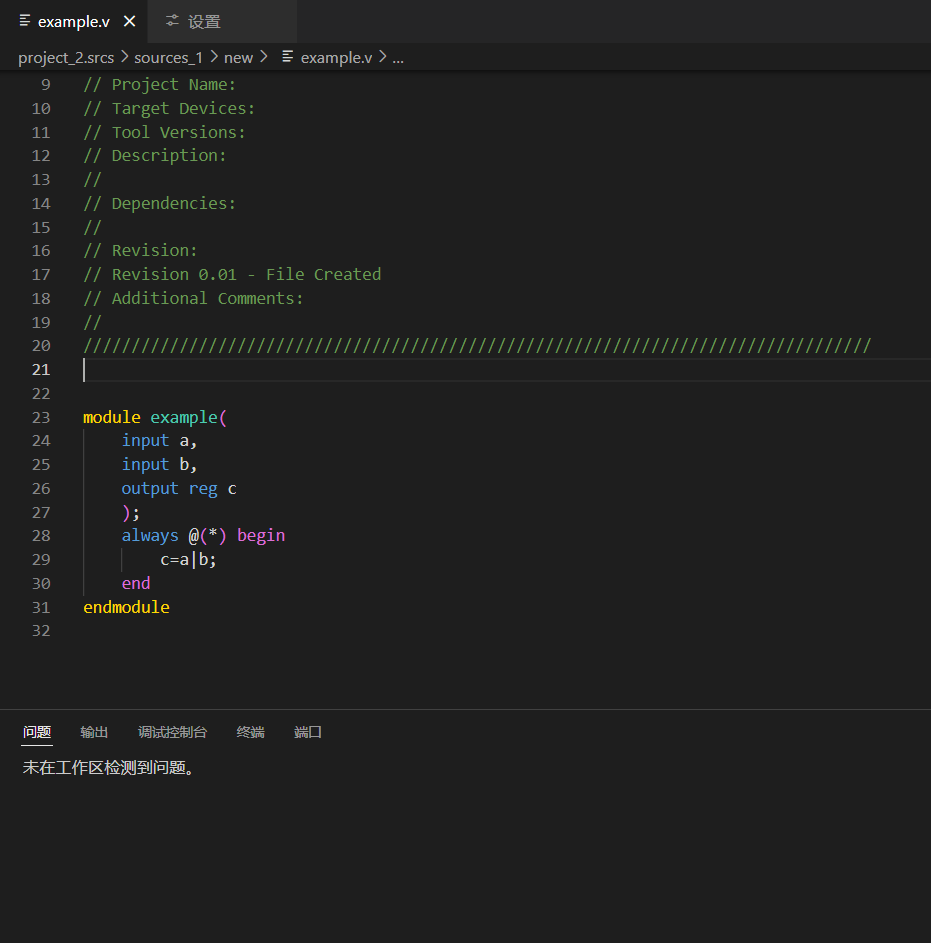 example.v
设置
project_2.srcs > sources_1 > new > example.v > ...
9 // Project Name:
10 // Target Devices:
11 // Tool Versions:
12 // Description:
13 //
14 // Dependencies:
15 //
16 // Revision:
17 // Revision 0.01 - File Created
18 // Additional Comments:
19 //
20 //////////////////////////////////////////////////////////////////////////////////
21
22
23 module example(
24     input a,
25     input b,
26     output reg c
27     );
28     always @(*) begin
29         c=a|b;
30     end
31 endmodule
32
问题 输出 调试控制台 终端 端口
未在工作区检测到问题。